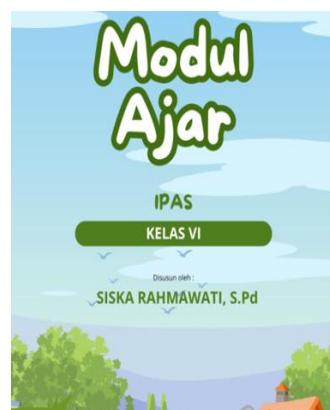 Modul
Ajar
IPAS
KELAS VI
Disusun oleh :
SISKA RAHMAWATI, S.Pd